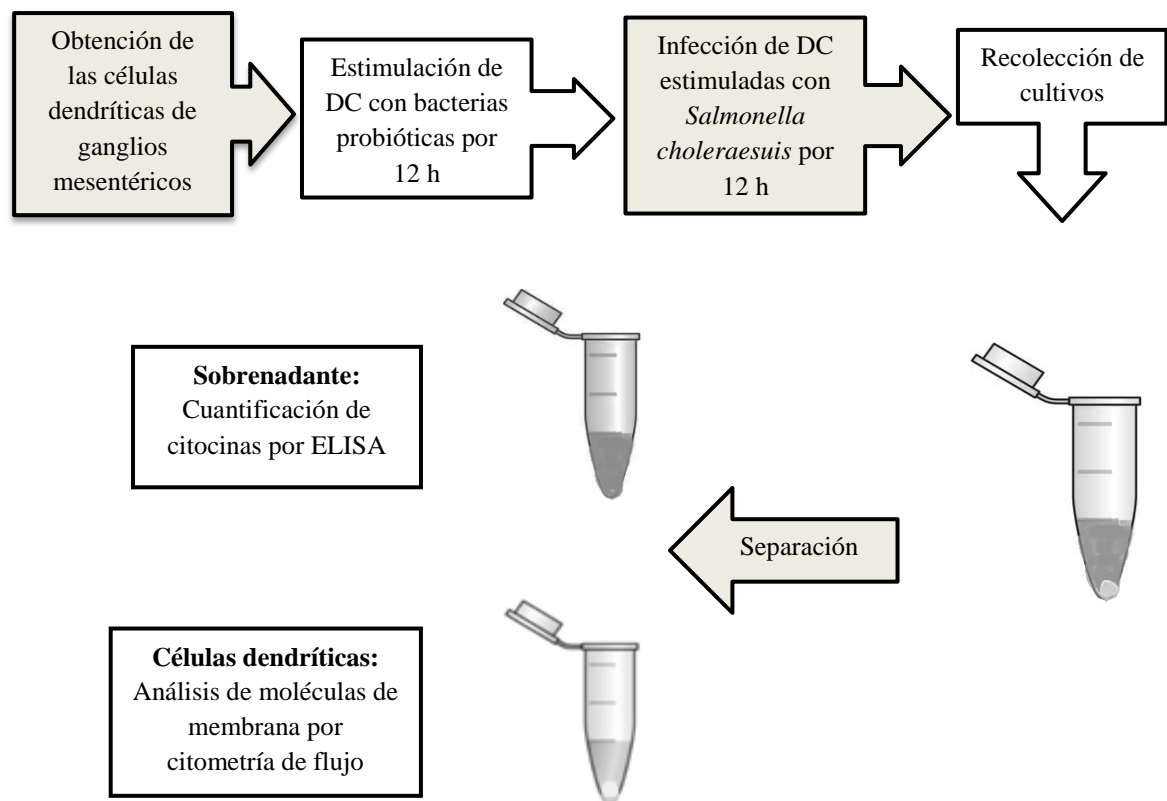 Obtención de
las células
dendríticas de
ganglios
mesentéricos
Estimulación de
DC con bacterias
probióticas por
12 h
Infección de DC
estimuladas con
Salmonella
choleraesuis por
12 h
Recolección de
cultivos
Sobrenadante:
Cuantificación de
citocinas por ELISA
Separación
Células dendríticas:
Análisis de moléculas de
membrana por
citometría de flujo